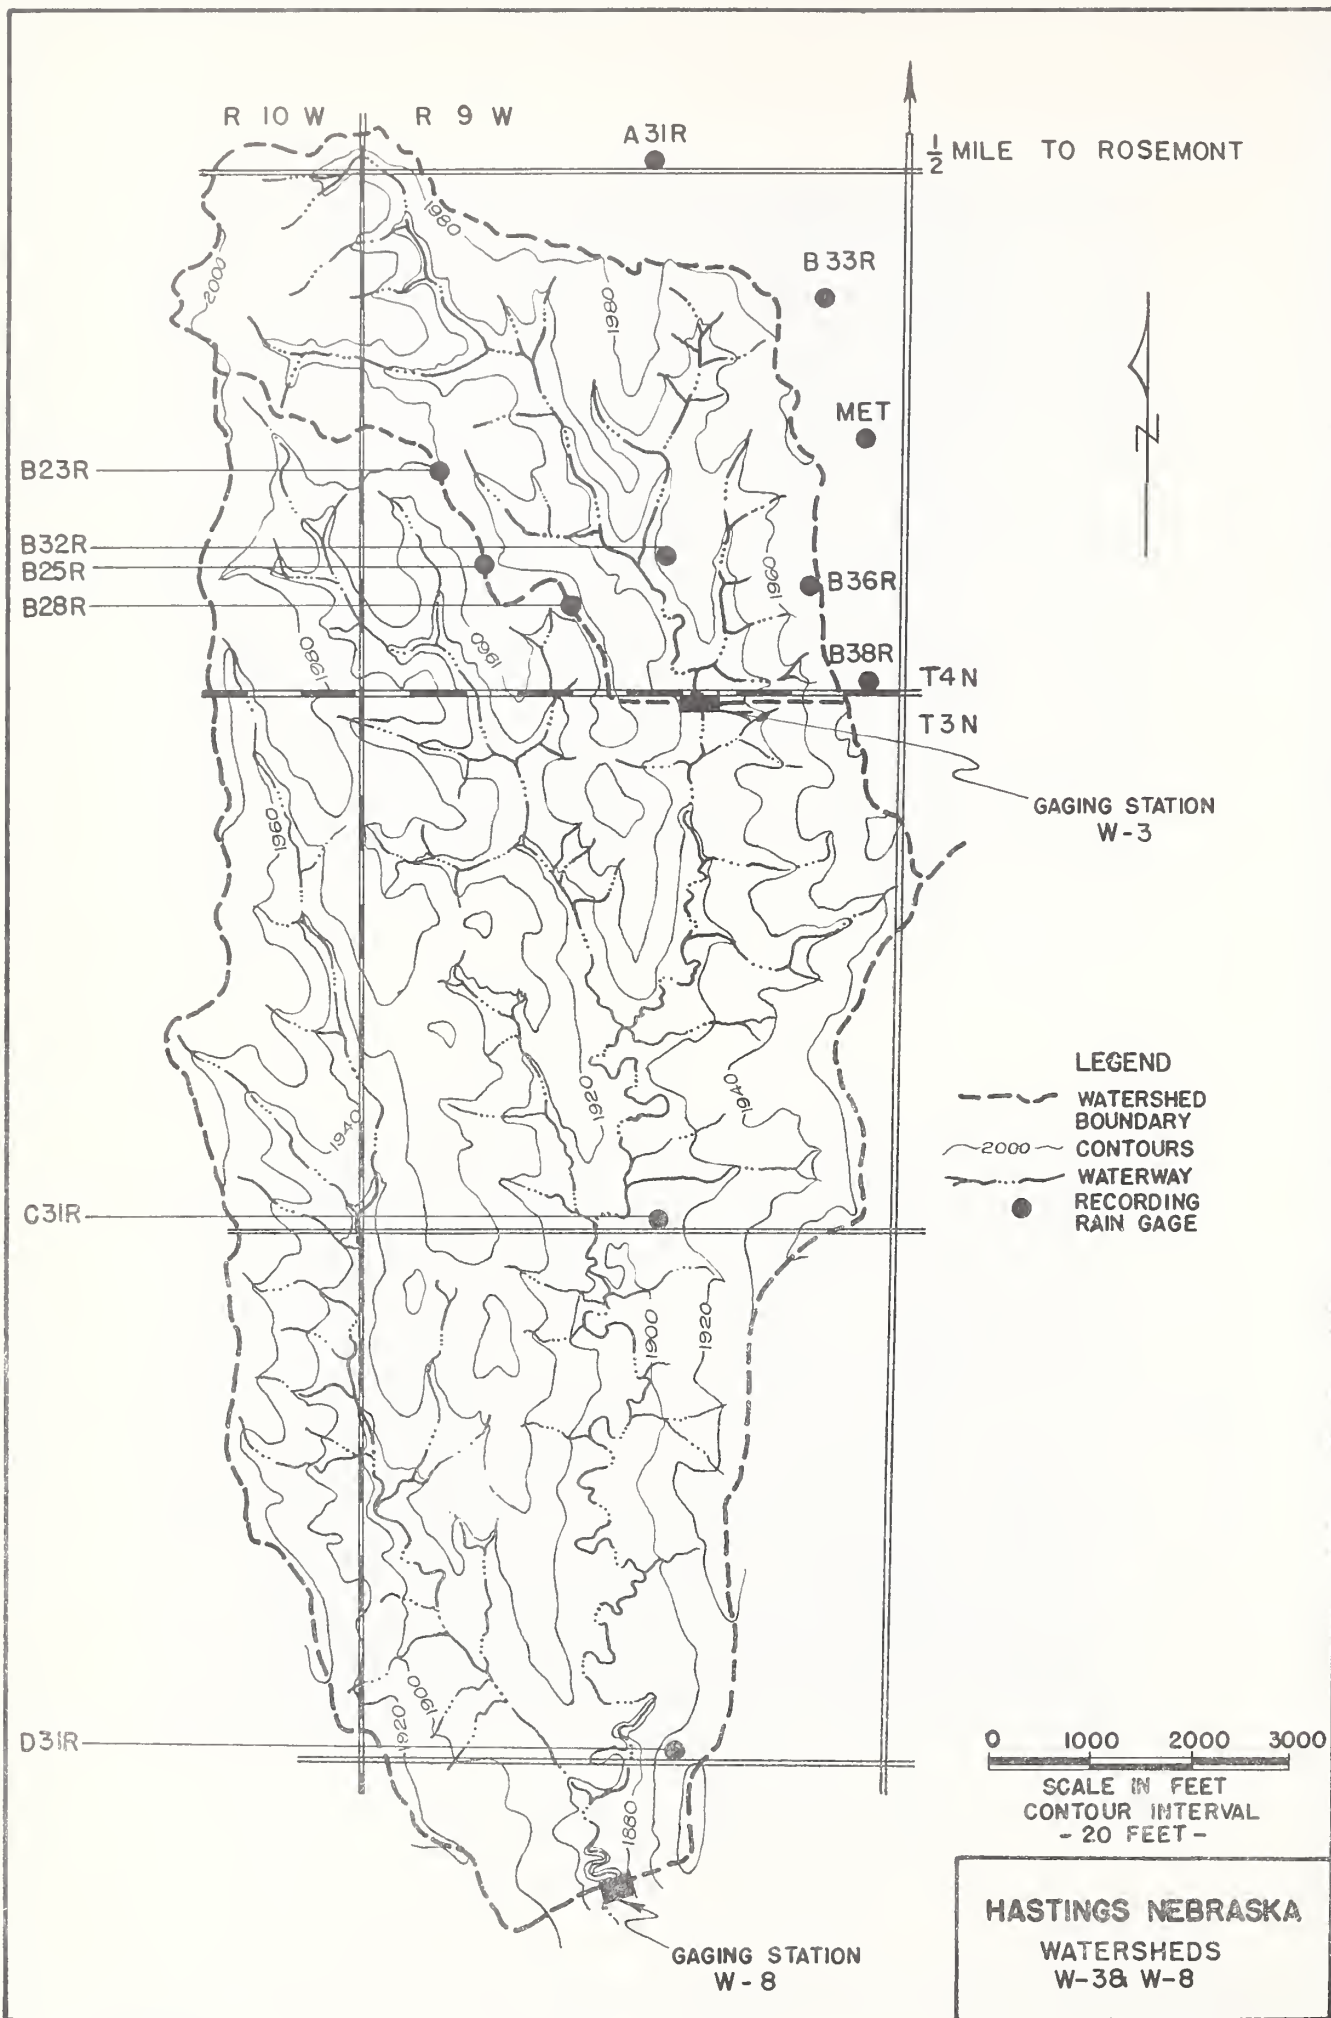 R 10 W
R 9 W
A31R
1/2 MILE TO ROSEMONT
1980
B 33R
2000
1980
MET
B23R
B32R
B25R
B28R
1960
B36R
1980
1960
B38R
T4N
T3N
GAGING STATION
W-3
1960
1920
1940
1940
LEGEND
WATERSHED
BOUNDARY
2000
CONTOURS
WATERWAY
RECORDING
RAIN GAGE
C31R
1900
1920
1900
1920
D31R
1880
0 1000 2000 3000
SCALE IN FEET
CONTOUR INTERVAL
- 20 FEET -
GAGING STATION
W-8
HASTINGS NEBRASKA
WATERSHEDS
W-3& W-8